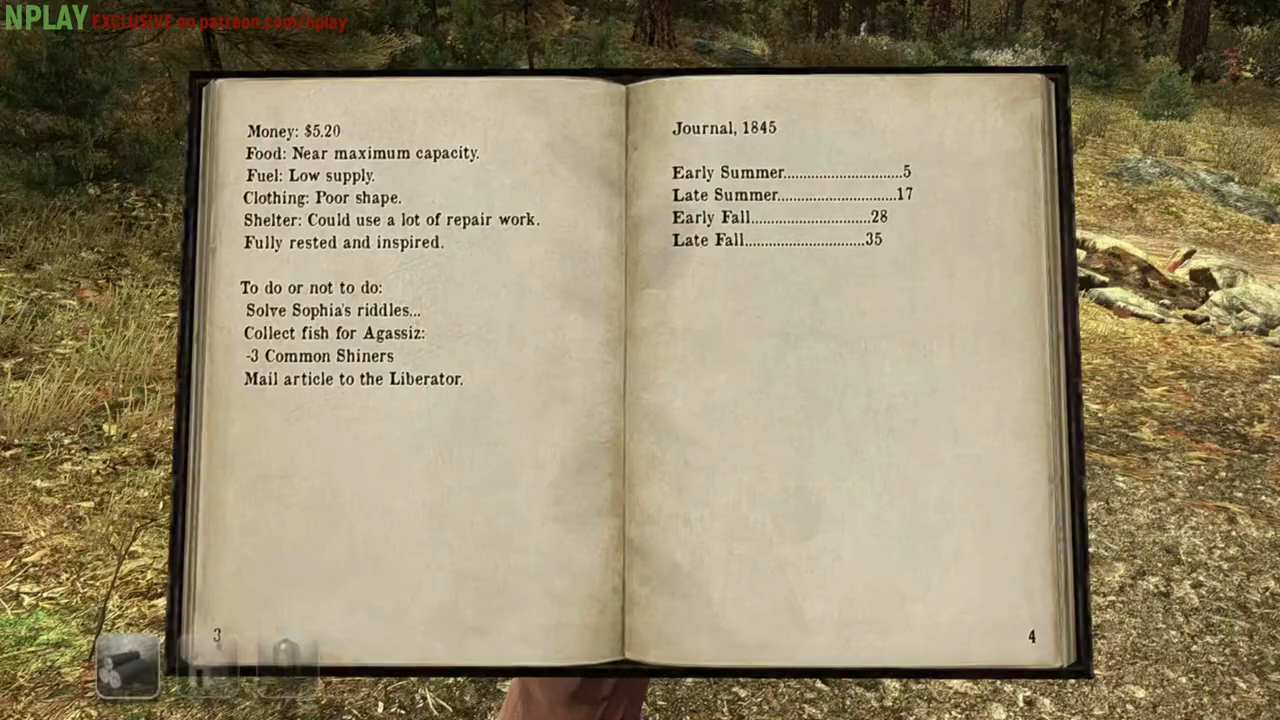 NPLAY EXCLUSIVE on patreon.com/nplay
Money: $5.20
Food: Near maximum capacity.
Fuel: Low supply.
Clothing: Poor shape.
Shelter: Could use a lot of repair work.
Fully rested and inspired.
To do or not to do:
Solve Sophia's riddles...
Collect fish for Agassiz:
-3 Common Shiners
Mail article to the Liberator.
3
Journal, 1845
Early Summer..............................5
Late Summer..............................17
Early Fall..............................28
Late Fall..............................35
4